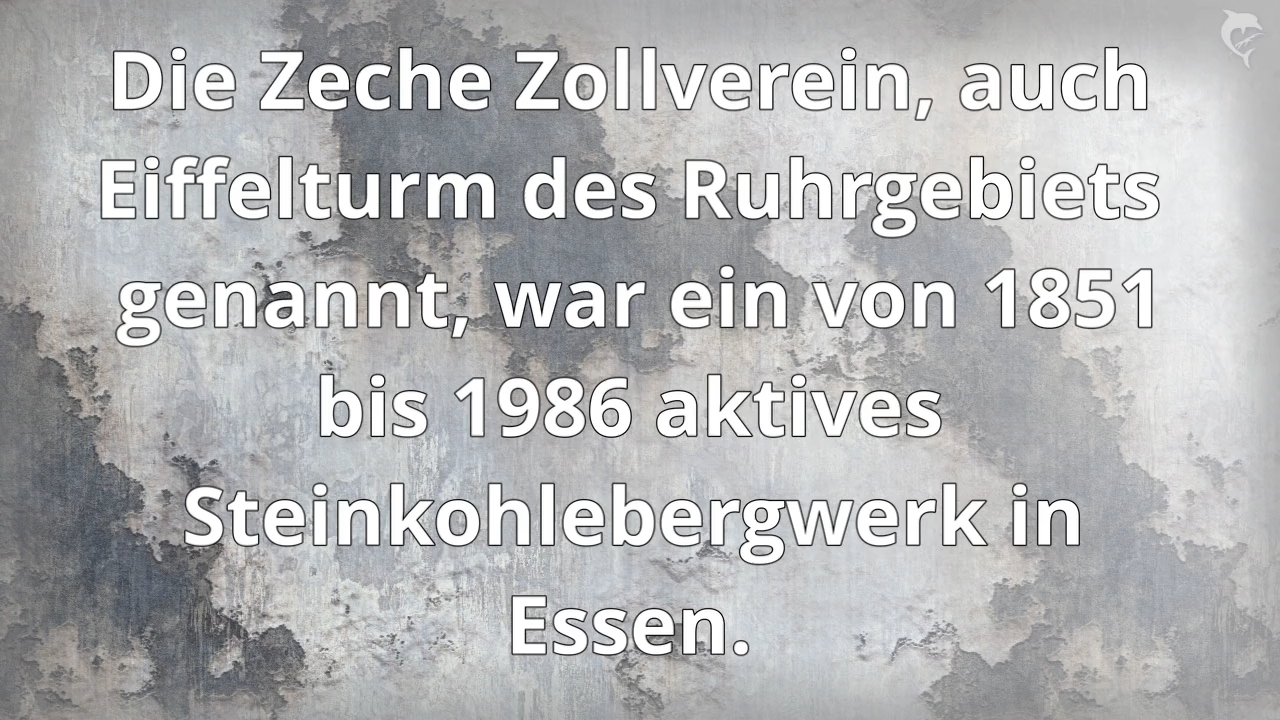 Die Zeche Zollverein, auch
Eiffelturm des Ruhrgebiets
genannt, war ein von 1851
bis 1986 aktives
Steinkohlebergwerk in
Essen.